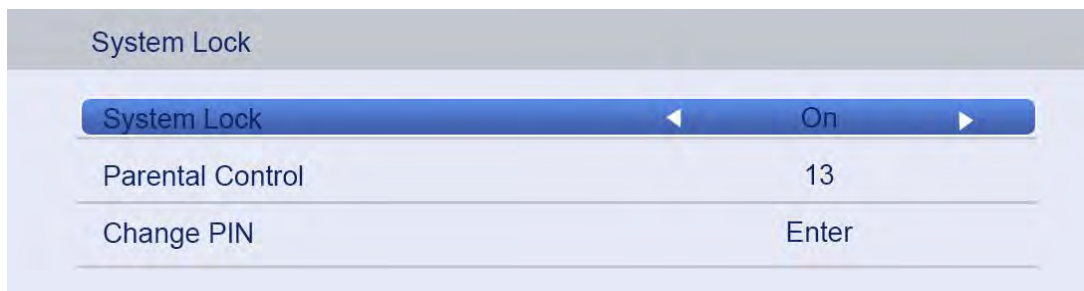 System Lock
System Lock On
Parental Control 13
Change PIN Enter